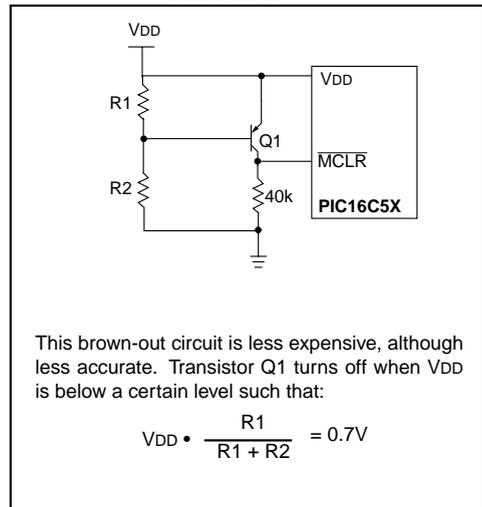 VDD
VDD
R1
Q1
MCLR
R2
40k
PIC16C5X
This brown-out circuit is less expensive, although
less accurate. Transistor Q1 turns off when VDD
is below a certain level such that:
VDD • R1 / R1 + R2 = 0.7V